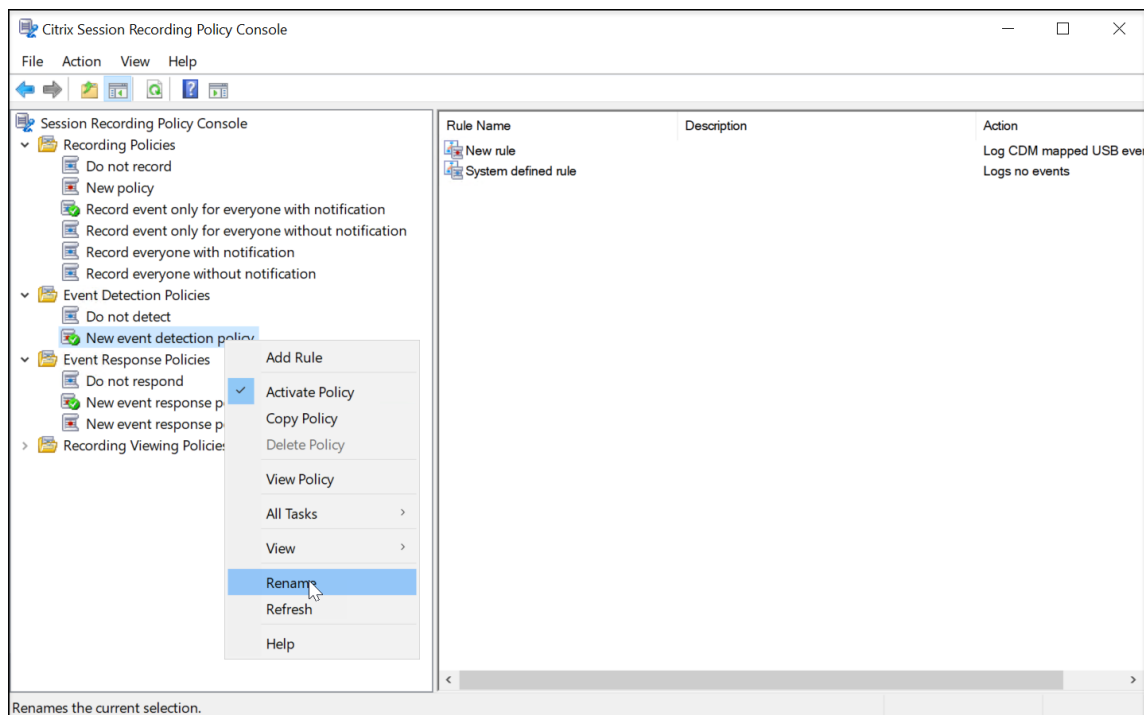 Citrix Session Recording Policy Console
File Action View Help
Session Recording Policy Console
Recording Policies
Do not record
New policy
Record event only for everyone with notification
Record event only for everyone without notification
Record everyone with notification
Record everyone without notification
Event Detection Policies
Do not detect
New event detection policy
Event Response Policies
Do not respond
New event response p
New event response p
Recording Viewing Policies
Add Rule
Activate Policy
Copy Policy
Delete Policy
View Policy
All Tasks
View
Rename
Refresh
Help
Rule Name Description Action
New rule Log CDM mapped USB eve
System defined rule Logs no events
Renames the current selection.